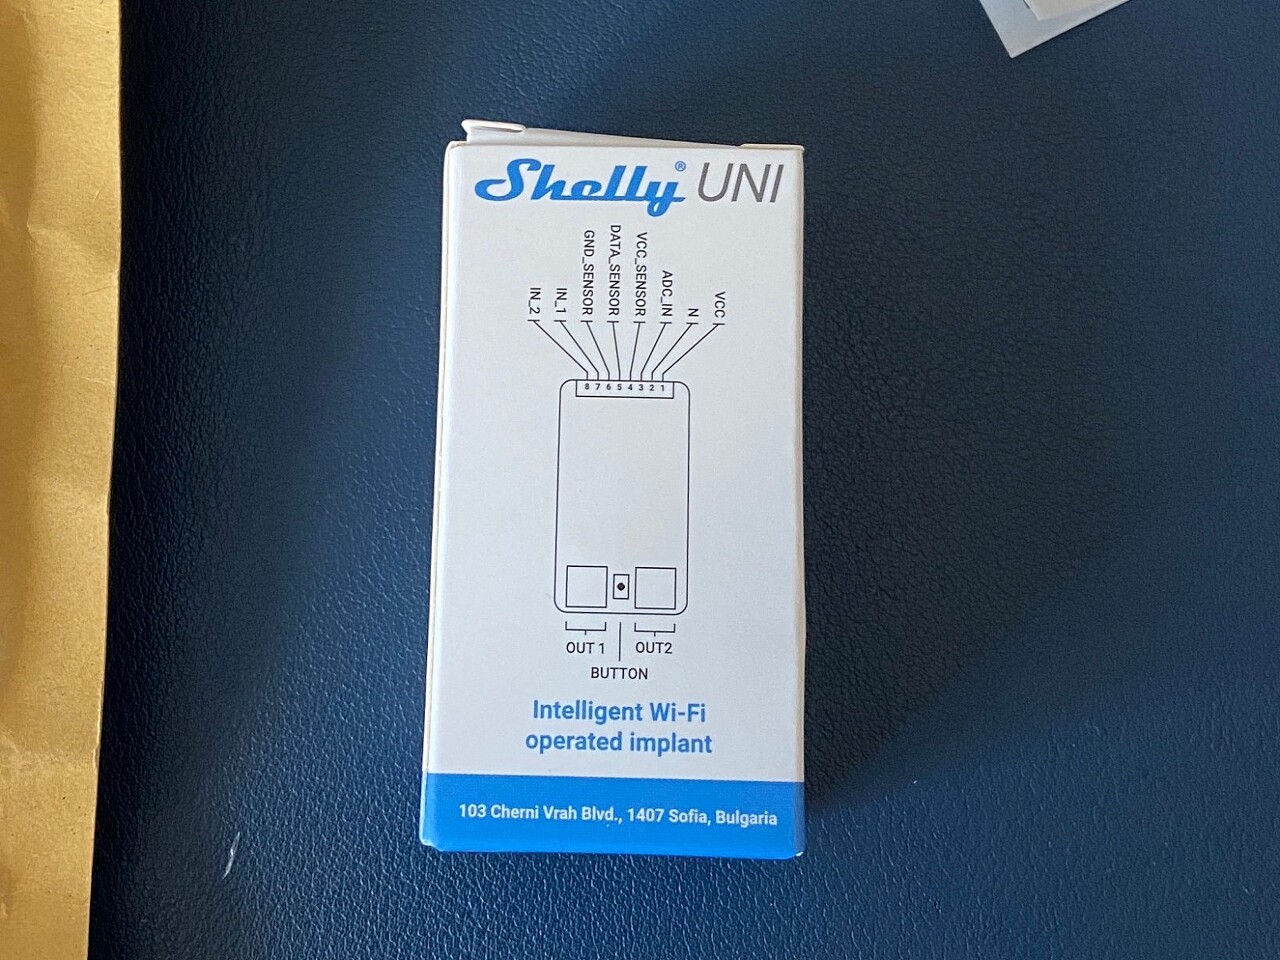 Shelly® UNI
IN_2
IN_1
GND_SENSOR
DATA_SENSOR
VCC_SENSOR
ADC_IN
N
VCC
8 7 6 5 4 3 2 1
OUT 1
OUT2
BUTTON
Intelligent Wi-Fi
operated implant
103 Cherni Vrah Blvd., 1407 Sofia, Bulgaria